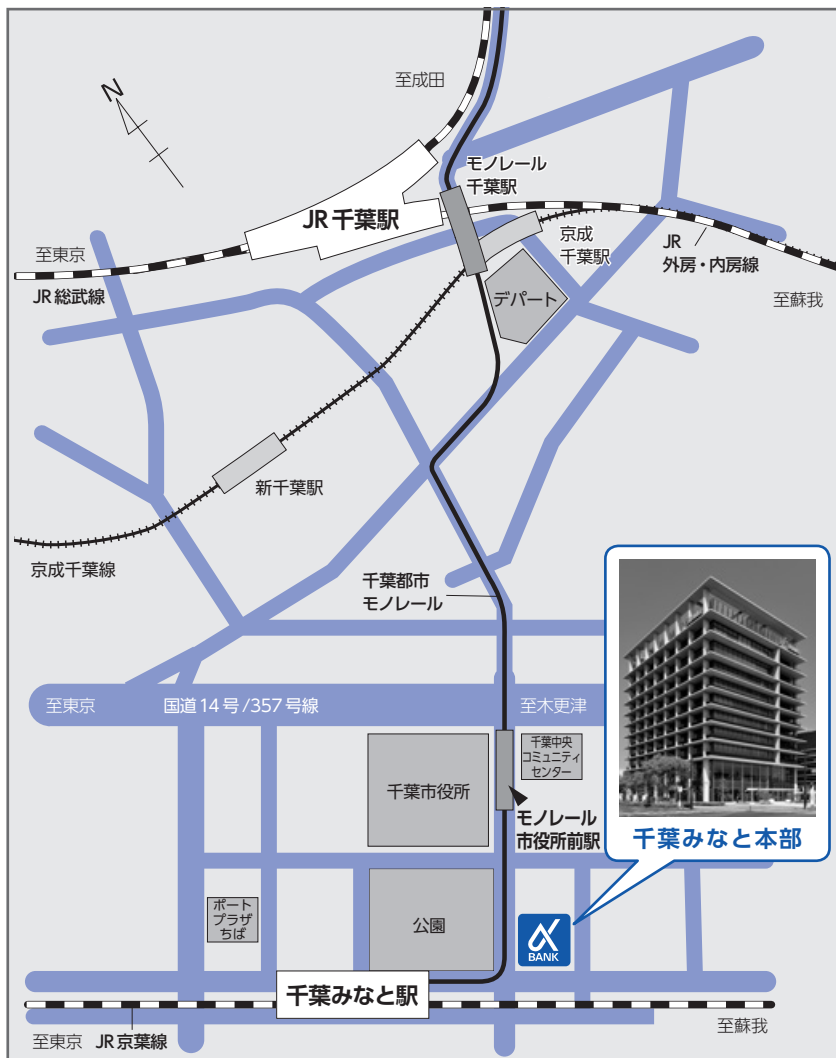 至成田
N
モノレール
千葉駅
JR 千葉駅
京成
千葉駅
JR
外房・内房線
至東京
JR 総武線
デパート
至蘇我
新千葉駅
京成千葉線
千葉都市
モノレール
至東京
国道14号/357号線
至木更津
千葉中央
コミュニティ
センター
千葉市役所
モノレール
市役所前駅
千葉みなと本部
ポート
プラザ
ちば
公園
BANK
千葉みなと駅
至東京
JR 京葉線
至蘇我